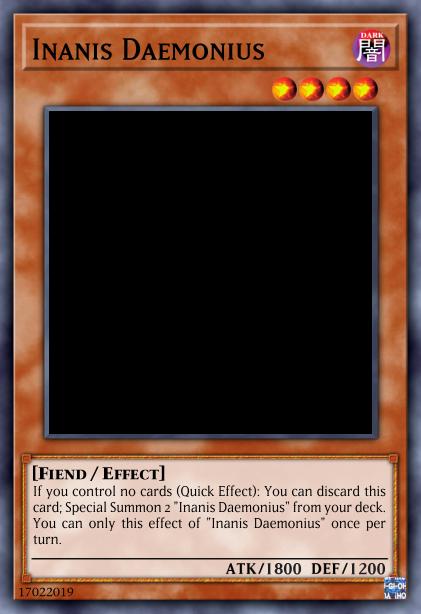 Inanis Daemonius
DARK
闇
[Fiend / Effect]
If you control no cards (Quick Effect): You can discard this
card; Special Summon 2 "Inanis Daemonius" from your deck.
You can only this effect of "Inanis Daemonius" once per
turn.
ATK/1800 DEF/1200
17022019